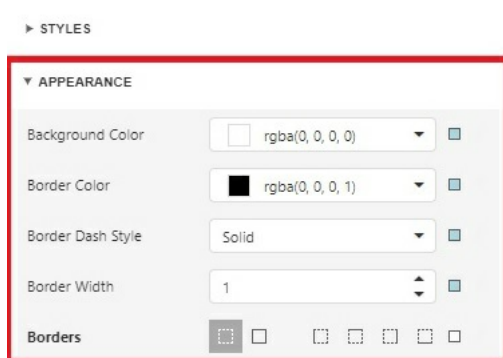 STYLES
APPEARANCE
Background Color rgba(0, 0, 0, 0)
Border Color rgba(0, 0, 0, 1)
Border Dash Style Solid
Border Width 1
Borders